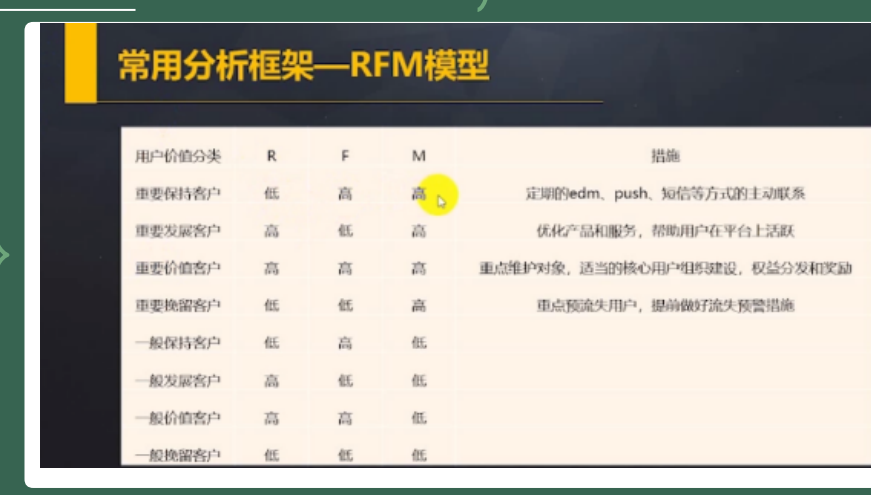 常用分析框架—RFM模型
用户价值分类 R F M 措施
重要保持客户 低 高 高 定期的edm、push、短信等方式的主动联系
重要发展客户 高 低 高 优化产品和服务，帮助用户在平台上活跃
重要价值客户 高 高 高 重点维护对象，适当的核心用户组织建设，权益分发和奖励
重要挽留客户 低 低 高 重点预流失用户，提前做好流失预警措施
一般保持客户 低 高 低
一般发展客户 高 低 低
一般价值客户 高 高 低
一般挽留客户 低 低 低